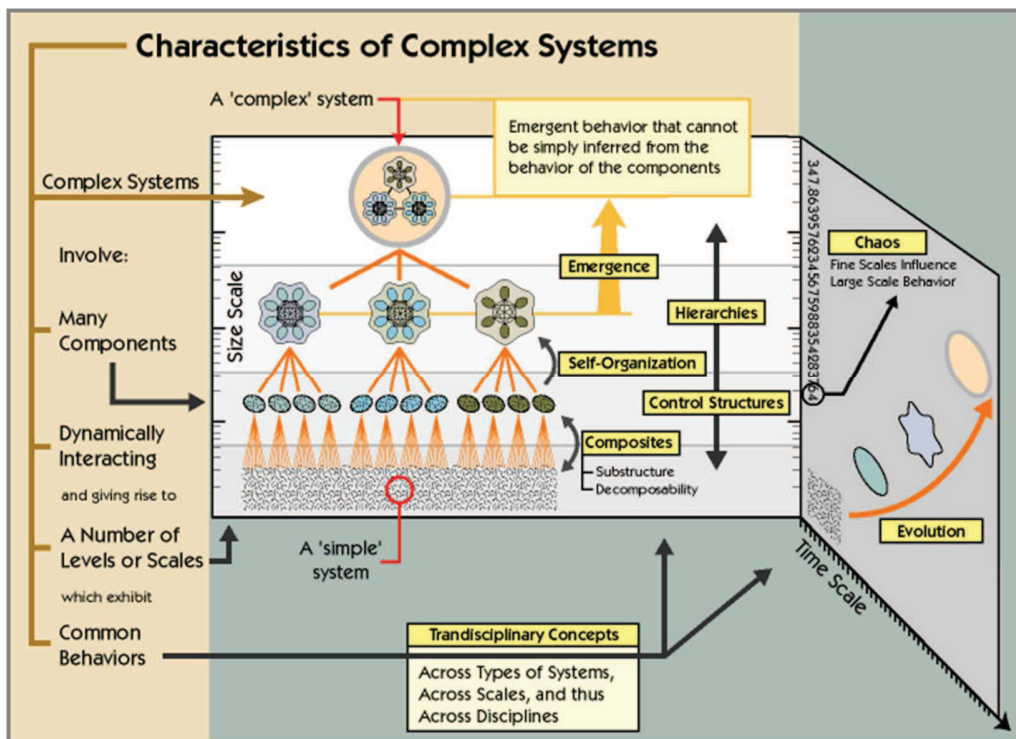 Characteristics of Complex Systems
A 'complex' system
Emergent behavior that cannot
be simply inferred from the
behavior of the components
Complex Systems
Involve:
Many
Components
Dynamically
Interacting
and giving rise to
A Number of
Levels or Scales
which exhibit
Common
Behaviors
Size Scale
Emergence
Hierarchies
Self-Organization
Control Structures
Composites
Substructure
Decomposability
A 'simple'
system
Chaos
Fine Scales Influence
Large Scale Behavior
Evolution
Time Scale
Trandisciplinary Concepts
Across Types of Systems,
Across Scales, and thus
Across Disciplines